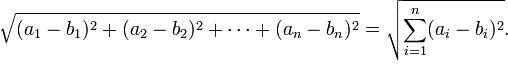 √((a₁ − b₁)² + (a₂ − b₂)² + ⋯ + (aₙ − bₙ)²) = √(∑ᵢ₌₁ⁿ (aᵢ − bᵢ)²).